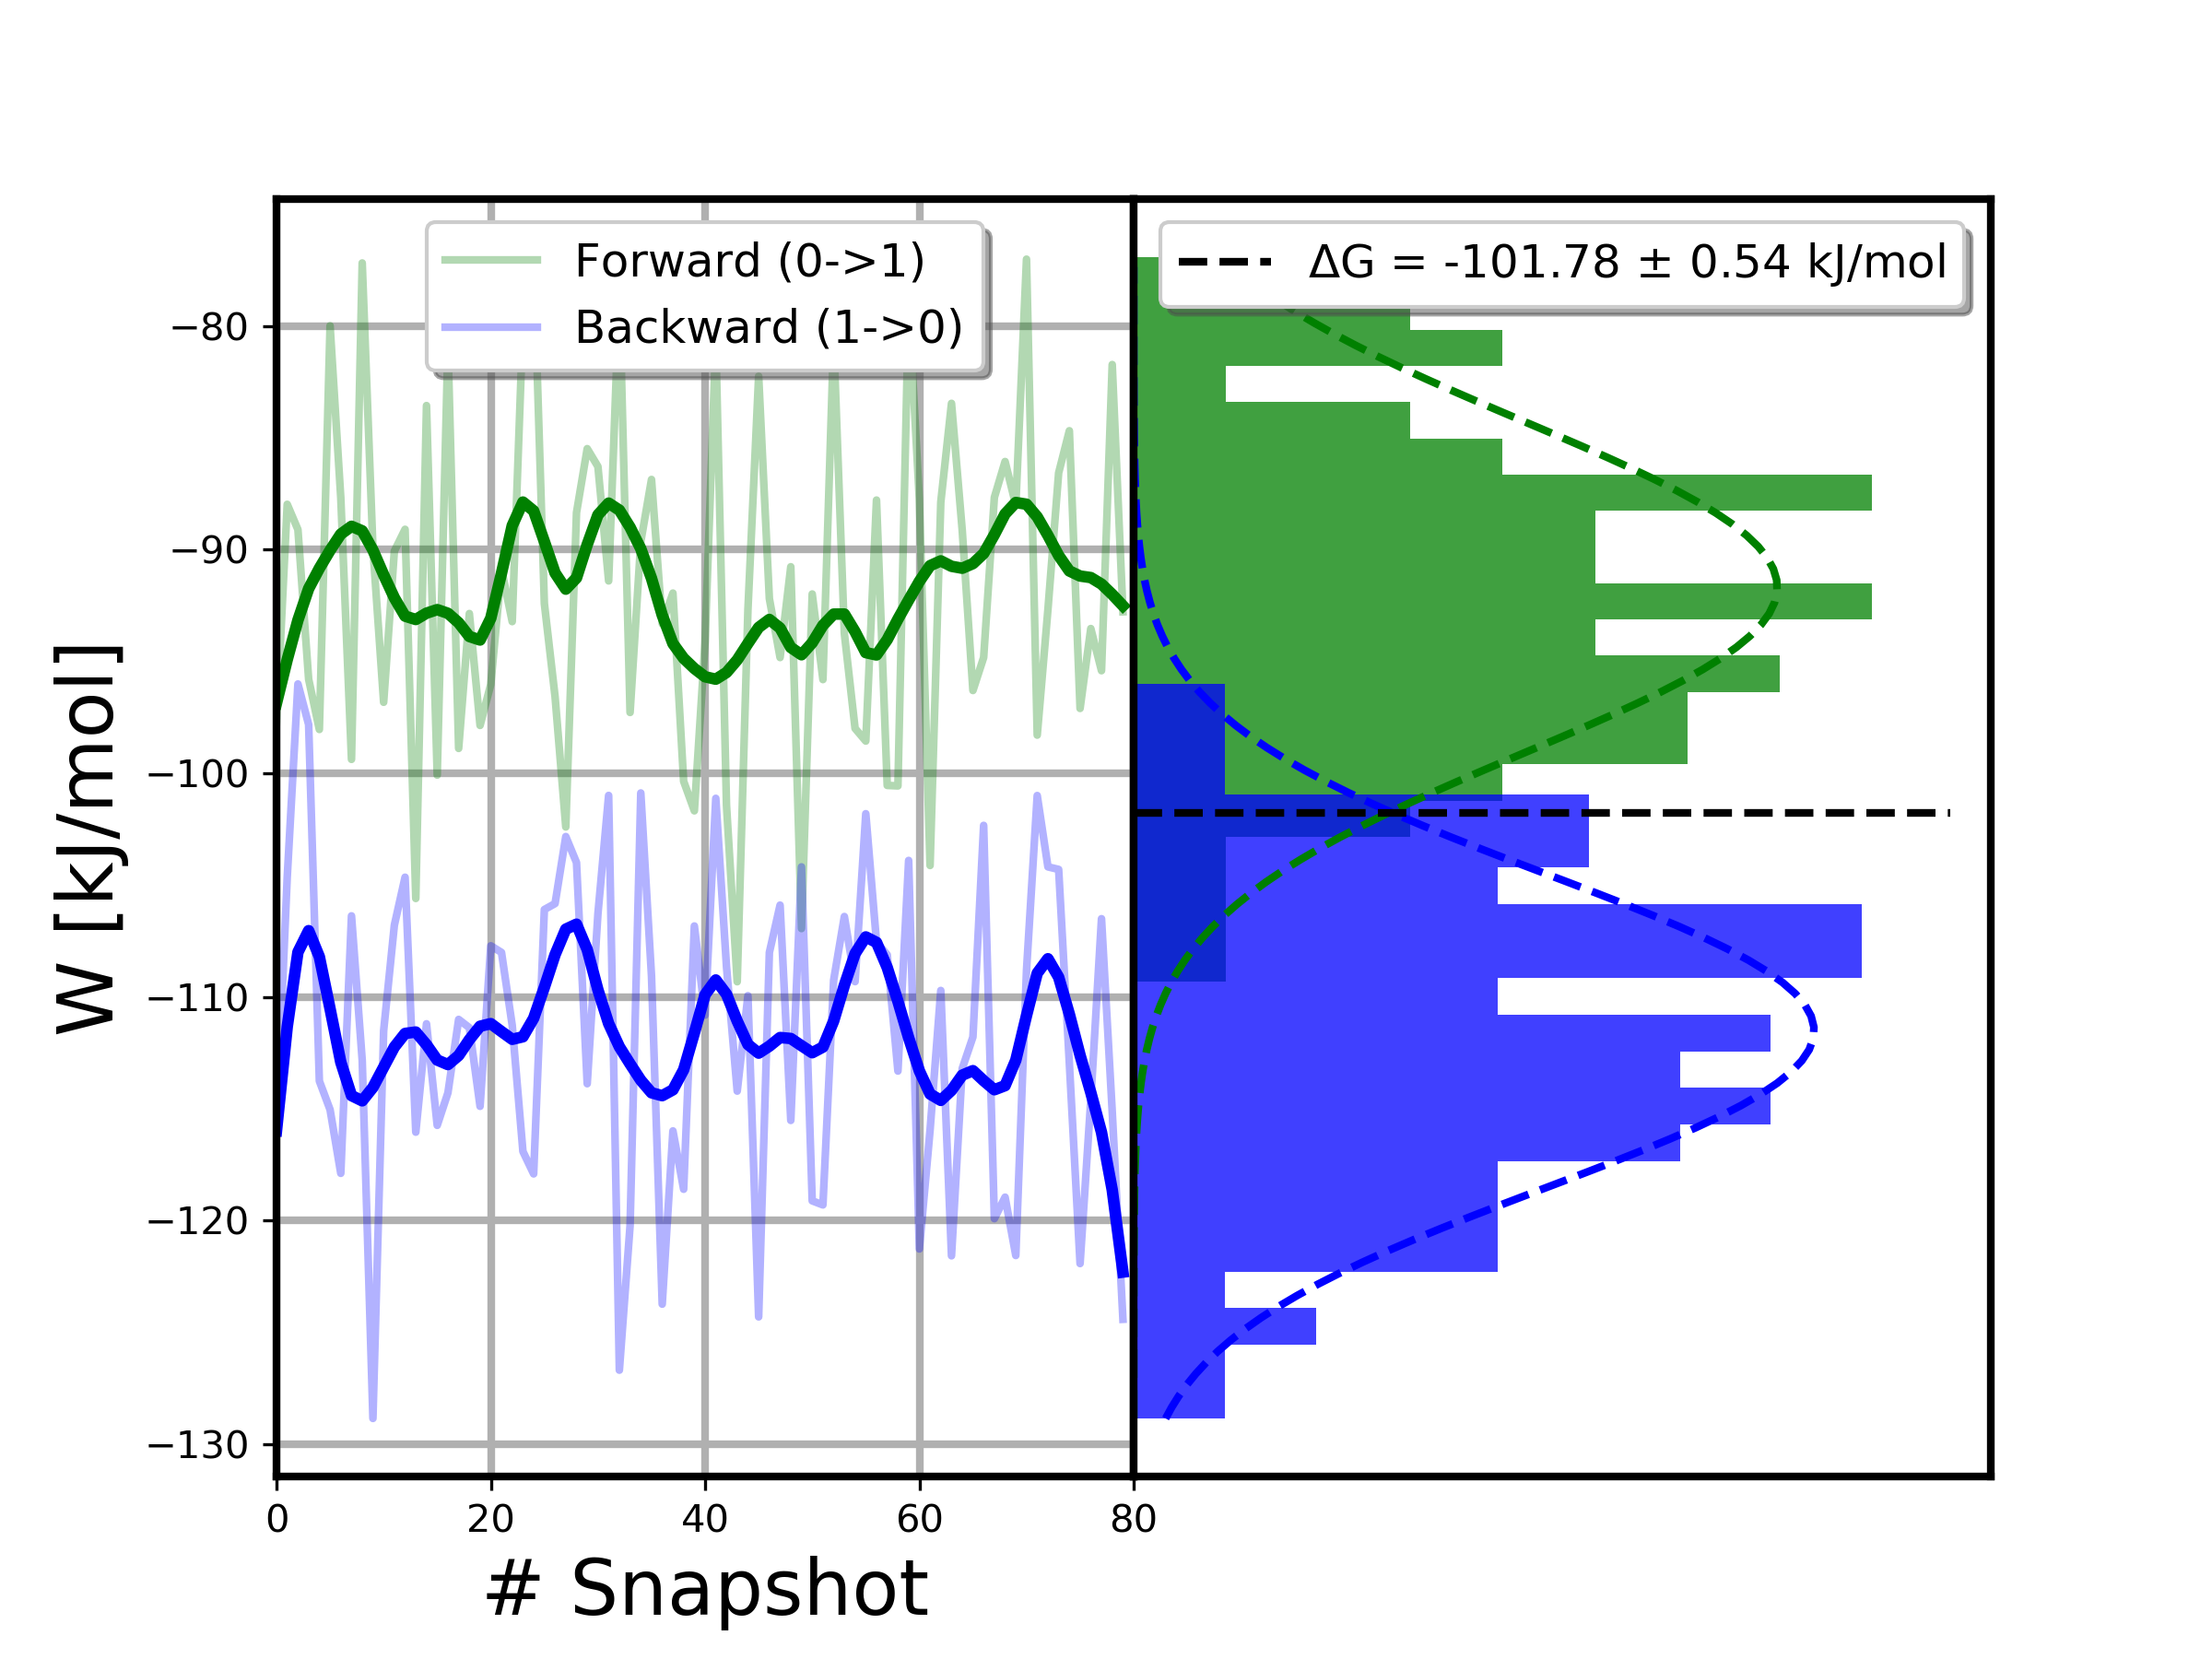 Forward (0->1)
Backward (1->0)
ΔG = -101.78 ± 0.54 kJ/mol
W [kJ/mol]
−80
−90
−100
−110
−120
−130
0 20 40 60 80
# Snapshot